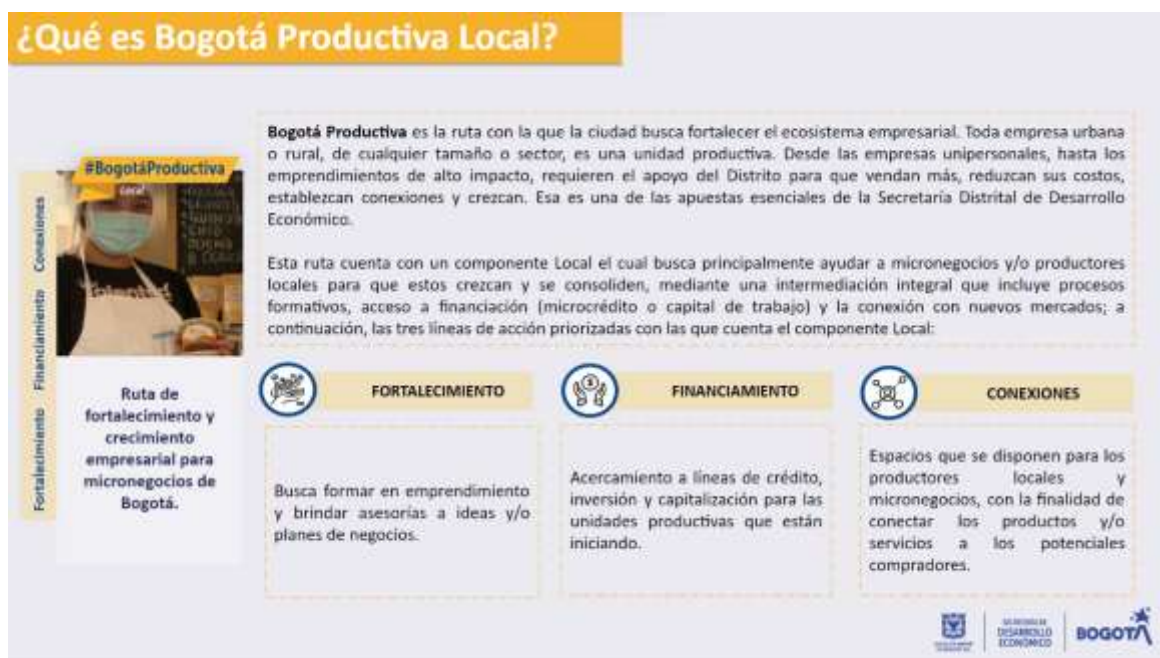 ¿Qué es Bogotá Productiva Local?
Bogotá Productiva es la ruta con la que la ciudad busca fortalecer el ecosistema empresarial. Toda empresa urbana
o rural, de cualquier tamaño o sector, es una unidad productiva. Desde las empresas unipersonales, hasta los
emprendimientos de alto impacto, requieren el apoyo del Distrito para que vendan más, reduzcan sus costos,
establezcan conexiones y crezcan. Esa es una de las apuestas esenciales de la Secretaría Distrital de Desarrollo
Económico.
Esta ruta cuenta con un componente Local el cual busca principalmente ayudar a micronegocios y/o productores
locales para que estos crezcan y se consoliden, mediante una intermediación integral que incluye procesos
formativos, acceso a financiación (microcrédito o capital de trabajo) y la conexión con nuevos mercados; a
continuación, las tres líneas de acción priorizadas con las que cuenta el componente Local:
#BogotáProductiva
Local
Conexiones
Financiamiento
Fortalecimiento
Ruta de
fortalecimiento y
crecimiento
empresarial para
micronegocios de
Bogotá.
FORTALECIMIENTO
Busca formar en emprendimiento
y brindar asesorías a ideas y/o
planes de negocios.
FINANCIAMIENTO
Acercamiento a líneas de crédito,
inversión y capitalización para las
unidades productivas que están
iniciando.
CONEXIONES
Espacios que se disponen para los
productores locales y
micronegocios, con la finalidad de
conectar los productos y/o
servicios a los potenciales
compradores.
SECRETARÍA DE
DESARROLLO
ECONÓMICO
BOGOTÁ